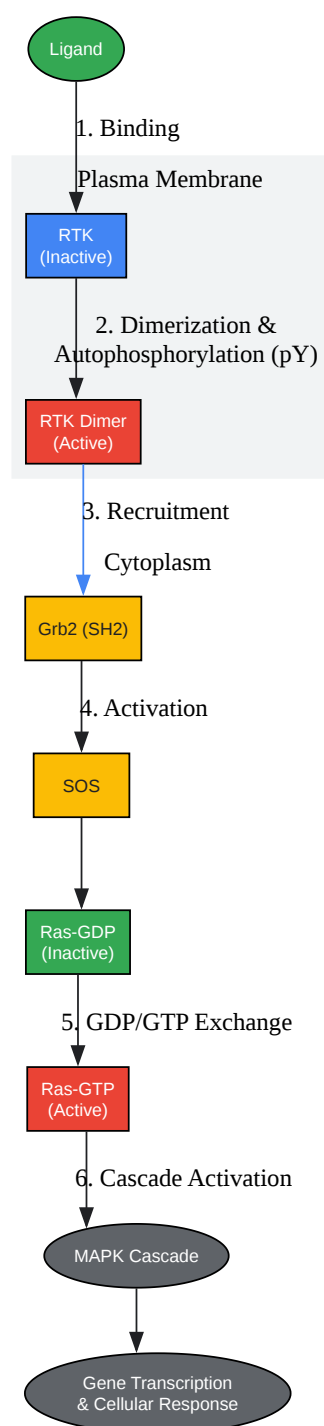 Ligand
1. Binding
Plasma Membrane
RTK
(Inactive)
2. Dimerization &
Autophosphorylation (pY)
RTK Dimer
(Active)
3. Recruitment
Cytoplasm
Grb2 (SH2)
4. Activation
SOS
Ras-GDP
(Inactive)
5. GDP/GTP Exchange
Ras-GTP
(Active)
6. Cascade Activation
MAPK Cascade
Gene Transcription
& Cellular Response